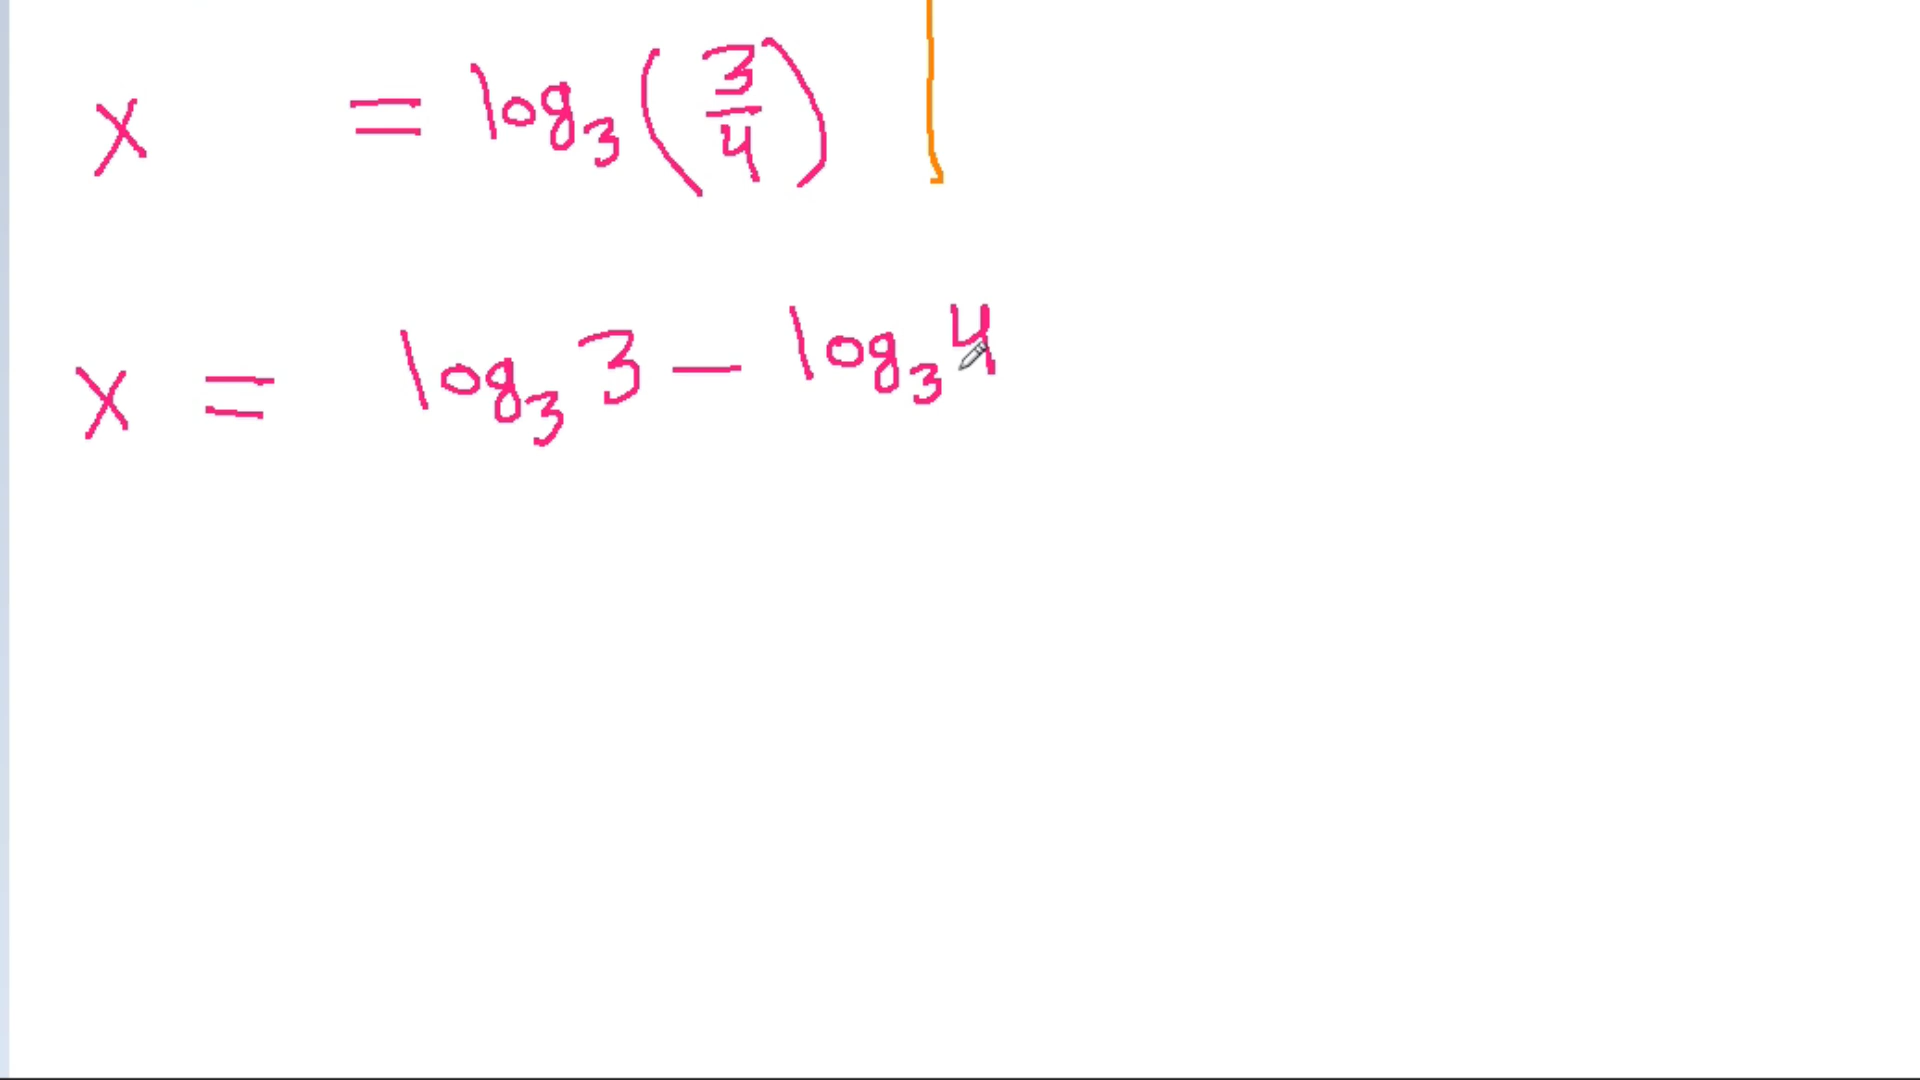 x = log₃(3/4)
x = log₃3 − log₃4